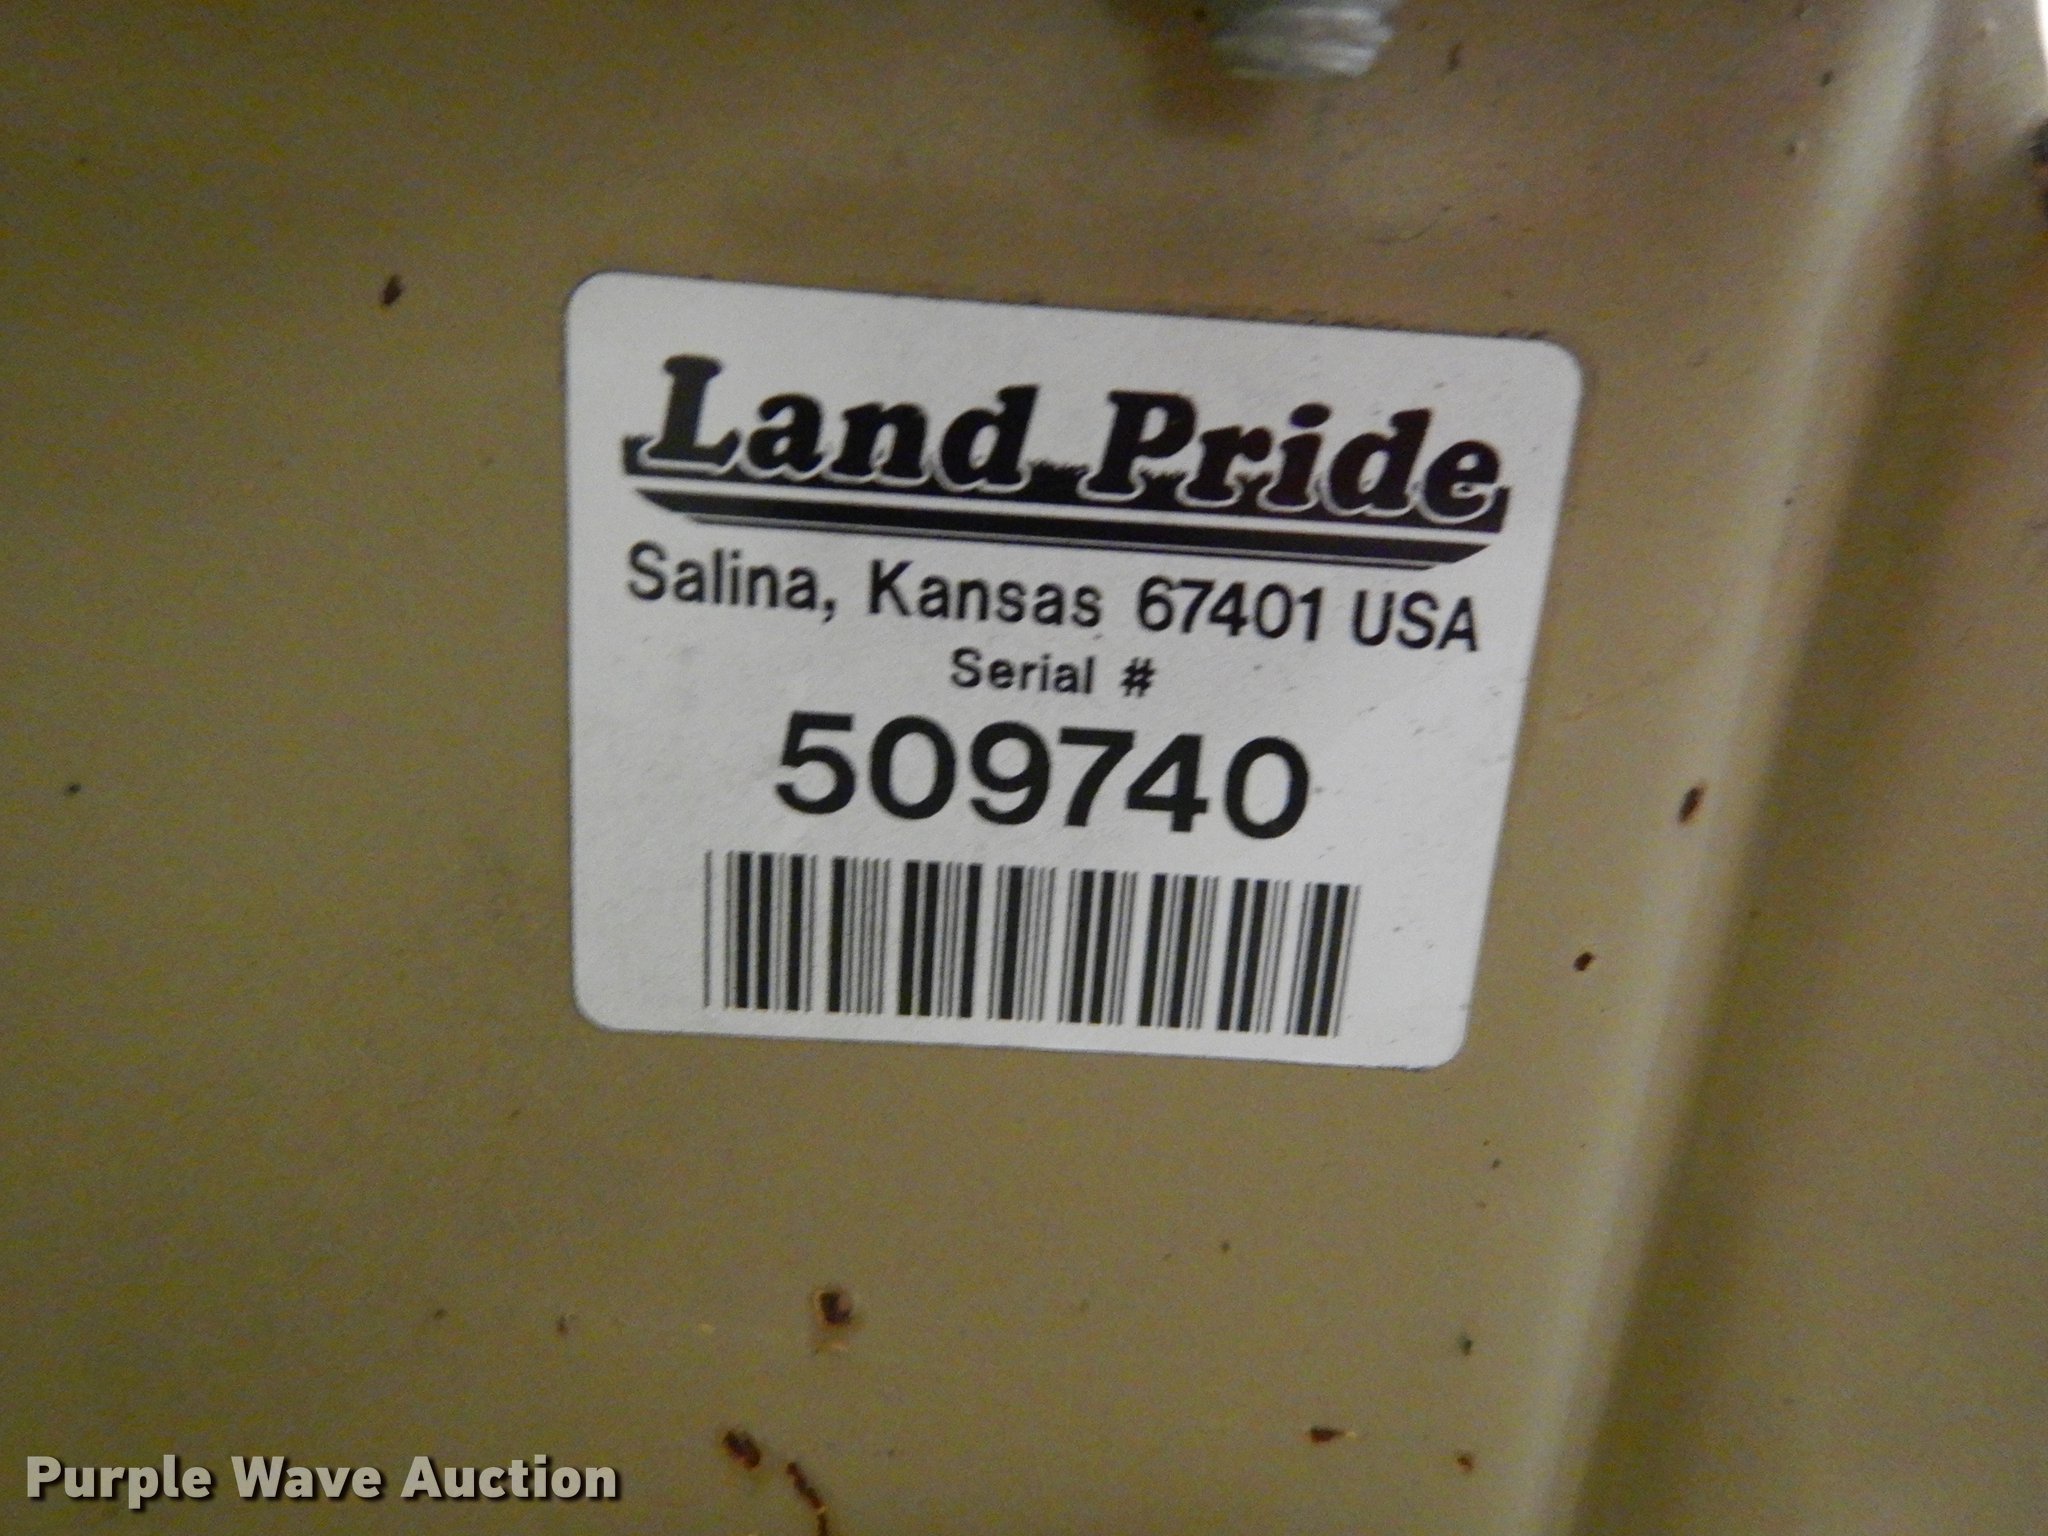 Land Pride
Salina, Kansas 67401 USA
Serial #
509740
Purple Wave Auction